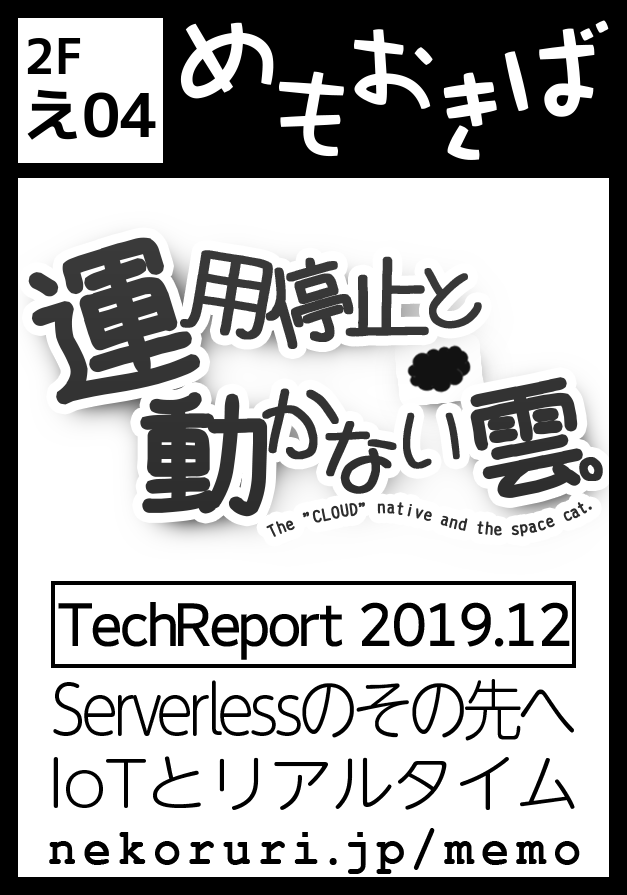 2F
え04
めもおきば
運用停止と
動かない雲。
The "CLOUD" native and the space cat.
TechReport 2019.12
Serverlessのその先へ
IoTとリアルタイム
nekoruri.jp/memo